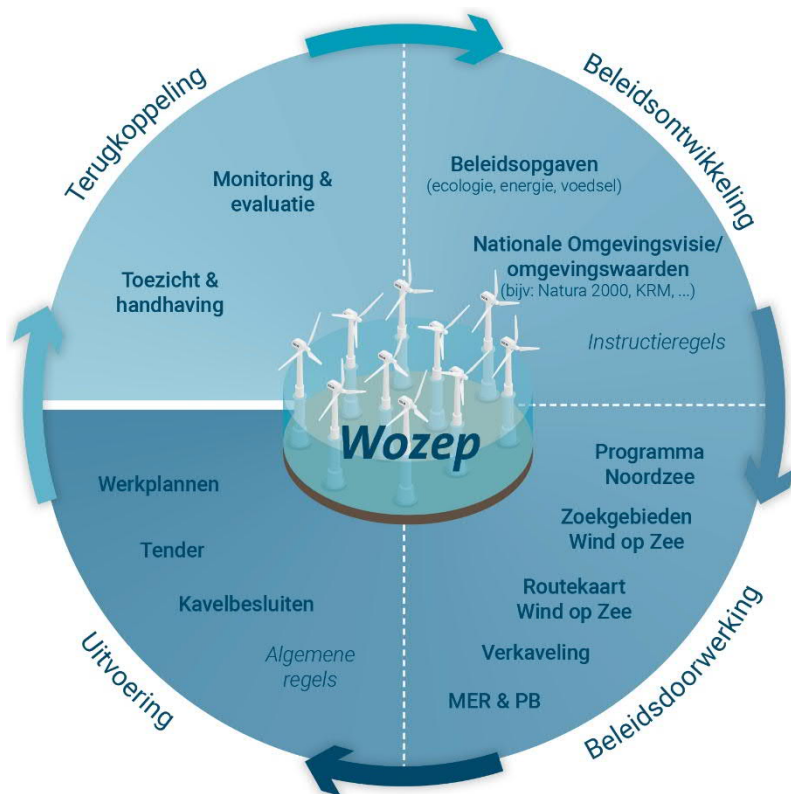 Terugkoppeling
Monitoring &
evaluatie
Toezicht &
handhaving
Beleidsontwikkeling
Beleidsopgaven
(ecologie, energie, voedsel)
Nationale Omgevingsvisie/
omgevingswaarden
(bijv: Natura 2000, KRM, ...)
Instructieregels
Wozep
Programma
Noordzee
Zoekgebieden
Wind op Zee
Routekaart
Wind op Zee
Verkaveling
MER & PB
Beleidsdoorwerking
Werkplannen
Tender
Kavelbesluiten
Algemene
regels
Uitvoering